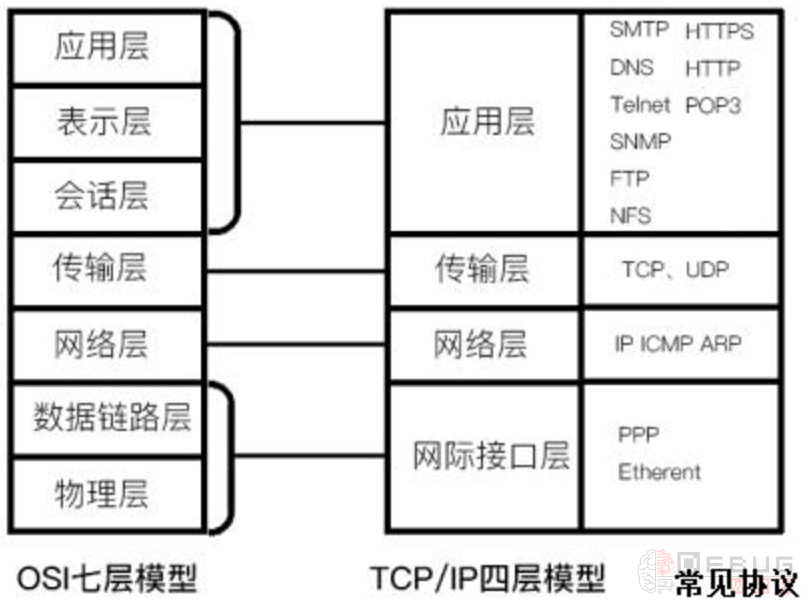 应用层
表示层
会话层
传输层
网络层
数据链路层
物理层
OSI七层模型
应用层
传输层
网络层
网际接口层
TCP/IP四层模型
SMTP HTTPS
DNS HTTP
Telnet POP3
SNMP
FTP
NFS
TCP、UDP
IP ICMP ARP
PPP
Etherent
常见协议
DEBUG